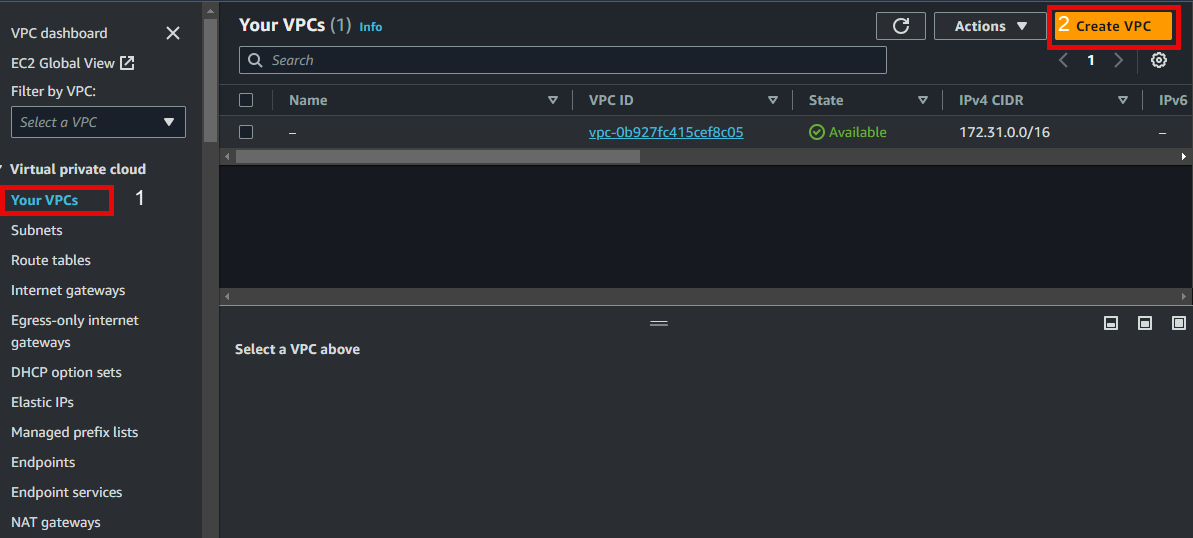 VPC dashboard
EC2 Global View
Filter by VPC:
Select a VPC
Virtual private cloud
Your VPCs 1
Subnets
Route tables
Internet gateways
Egress-only internet
gateways
DHCP option sets
Elastic IPs
Managed prefix lists
Endpoints
Endpoint services
NAT gateways
Your VPCs (1) Info
Actions
2 Create VPC
Search
1
Name VPC ID State IPv4 CIDR IPv6
– vpc-0b927fc415cef8c05 Available 172.31.0.0/16 –
Select a VPC above